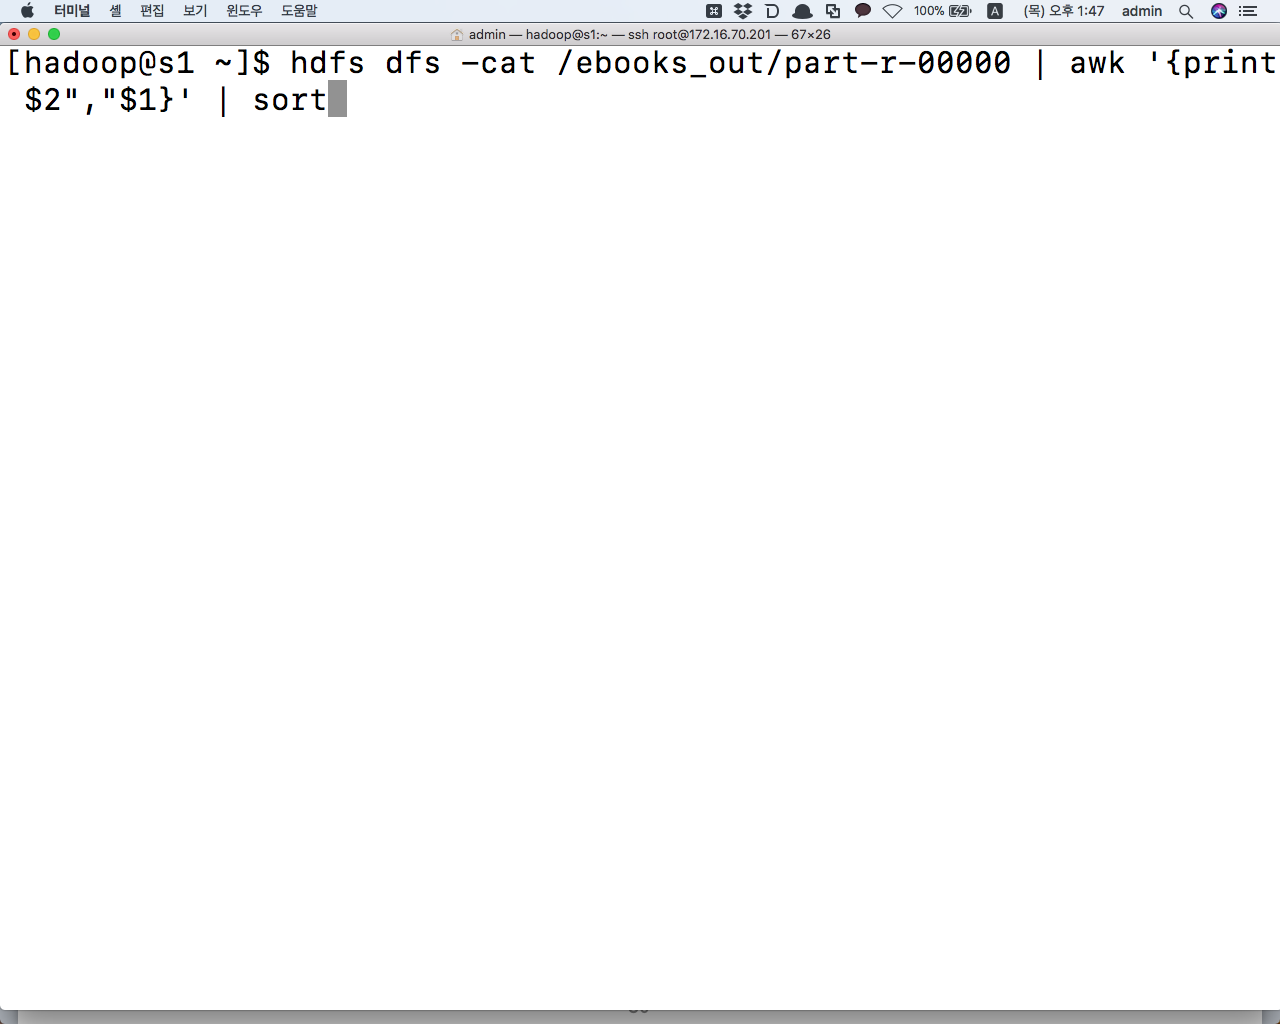 터미널 셸 편집 보기 윈도우 도움말 100% A (목) 오후 1:47 admin
admin — hadoop@s1:~ — ssh root@172.16.70.201 — 67×26
[hadoop@s1 ~]$ hdfs dfs -cat /ebooks_out/part-r-00000 | awk '{print
$2","$1}' | sort